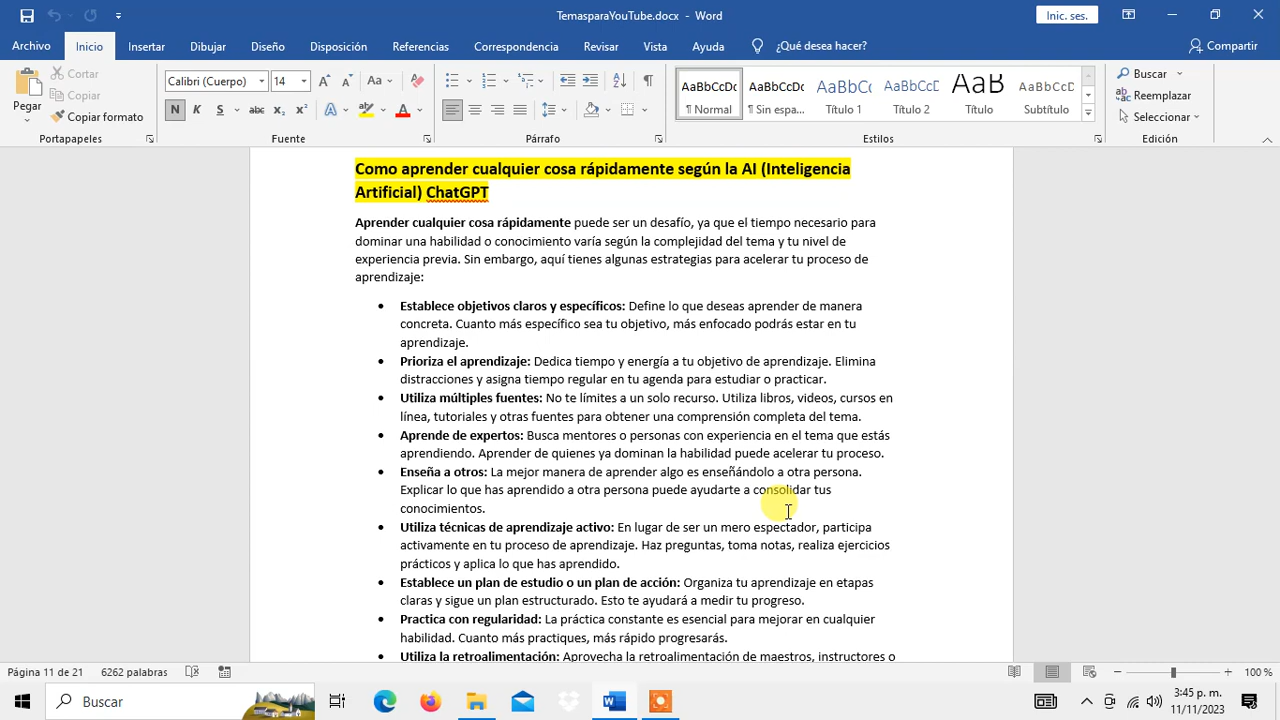 TemasparaYouTube.docx - Word
Inic. ses.
Archivo Inicio Insertar Dibujar Diseño Disposición Referencias Correspondencia Revisar Vista Ayuda ¿Qué desea hacer? Compartir
Pegar
Cortar
Copiar
Copiar formato
Portapapeles
Calibri (Cuerpo) 14
N K S abc x₂ x²
Fuente
Párrafo
AaBbCcDc AaBbCcDc AaBbCc AaBbCcD AaB AaBbCcD
¶ Normal ¶ Sin espa... Título 1 Título 2 Título Subtítulo
Estilos
Buscar
Reemplazar
Seleccionar
Edición
Como aprender cualquier cosa rápidamente según la AI (Inteligencia
Artificial) ChatGPT
Aprender cualquier cosa rápidamente puede ser un desafío, ya que el tiempo necesario para
dominar una habilidad o conocimiento varía según la complejidad del tema y tu nivel de
experiencia previa. Sin embargo, aquí tienes algunas estrategias para acelerar tu proceso de
aprendizaje:
• Establece objetivos claros y específicos: Define lo que deseas aprender de manera
concreta. Cuanto más específico sea tu objetivo, más enfocado podrás estar en tu
aprendizaje.
• Prioriza el aprendizaje: Dedica tiempo y energía a tu objetivo de aprendizaje. Elimina
distracciones y asigna tiempo regular en tu agenda para estudiar o practicar.
• Utiliza múltiples fuentes: No te límites a un solo recurso. Utiliza libros, videos, cursos en
línea, tutoriales y otras fuentes para obtener una comprensión completa del tema.
• Aprende de expertos: Busca mentores o personas con experiencia en el tema que estás
aprendiendo. Aprender de quienes ya dominan la habilidad puede acelerar tu proceso.
• Enseña a otros: La mejor manera de aprender algo es enseñándolo a otra persona.
Explicar lo que has aprendido a otra persona puede ayudarte a consolidar tus
conocimientos.
• Utiliza técnicas de aprendizaje activo: En lugar de ser un mero espectador, participa
activamente en tu proceso de aprendizaje. Haz preguntas, toma notas, realiza ejercicios
prácticos y aplica lo que has aprendido.
• Establece un plan de estudio o un plan de acción: Organiza tu aprendizaje en etapas
claras y sigue un plan estructurado. Esto te ayudará a medir tu progreso.
• Practica con regularidad: La práctica constante es esencial para mejorar en cualquier
habilidad. Cuanto más practiques, más rápido progresarás.
• Utiliza la retroalimentación: Aprovecha la retroalimentación de maestros, instructores o
Página 11 de 21 6262 palabras 100 %
Buscar
3:45 p. m.
11/11/2023